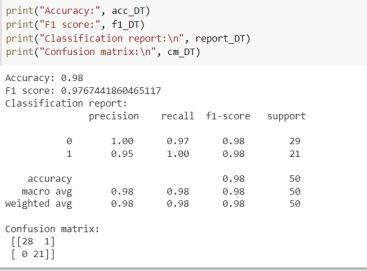 print("Accuracy:", acc_DT)
print("F1 score:", f1_DT)
print("Classification report:\n", report_DT)
print("Confusion matrix:\n", cm_DT)
Accuracy: 0.98
F1 score: 0.9767441860465117
Classification report:
precision recall f1-score support
0 1.00 0.97 0.98 29
1 0.95 1.00 0.98 21
accuracy 0.98 50
macro avg 0.98 0.98 0.98 50
weighted avg 0.98 0.98 0.98 50
Confusion matrix:
[[28 1]
[ 0 21]]